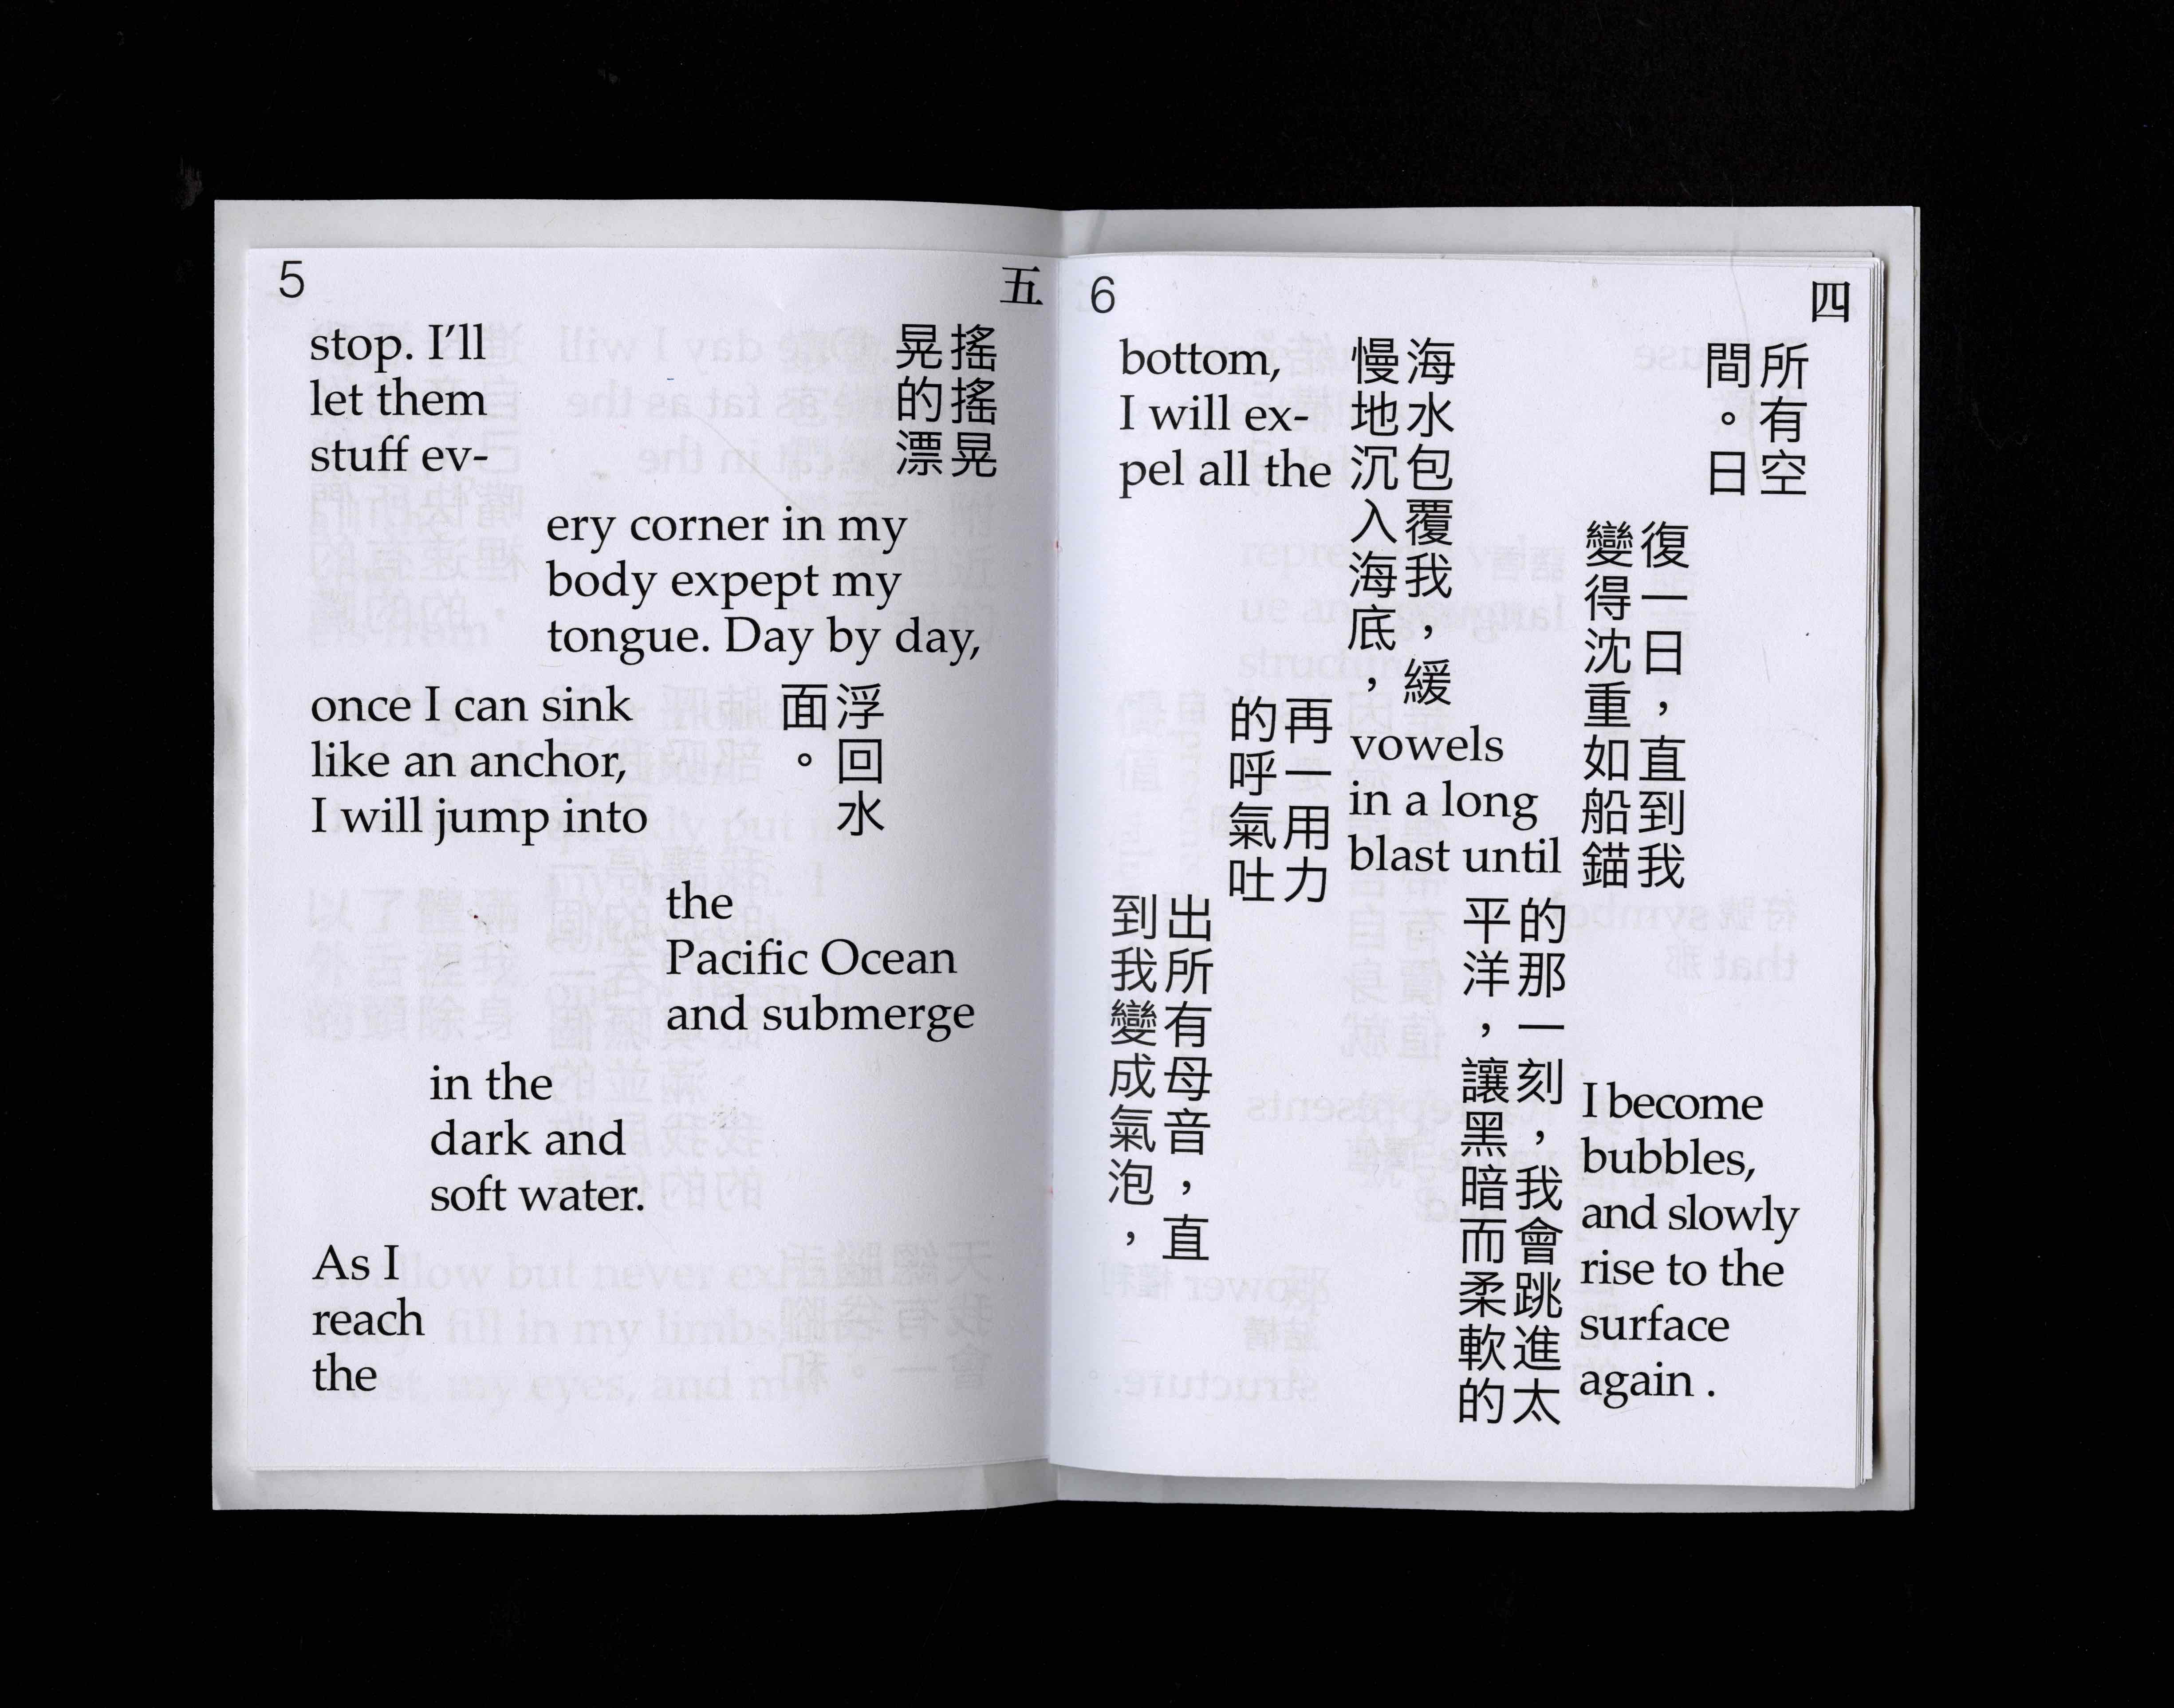 5
五
stop. I'll
let them
stuff ev-
ery corner in my
body expept my
tongue. Day by day,
once I can sink
like an anchor,
I will jump into
the
Pacific Ocean
and submerge
in the
dark and
soft water.
As I
reach
the
6
四
bottom,
I will ex-
pel all the
vowels
in a long
blast until
I become
bubbles,
and slowly
rise to the
surface
again .
所有空
間。日
復一日，直到我
變得沈重如船錨
的那一刻，我會跳進太
平洋，讓黑暗而柔軟的
海水包覆我，緩
慢地沉入海底，
再一用力
的呼氣吐
出所有母音，直
到我變成氣泡，
搖搖晃
晃的漂
浮回水
面。